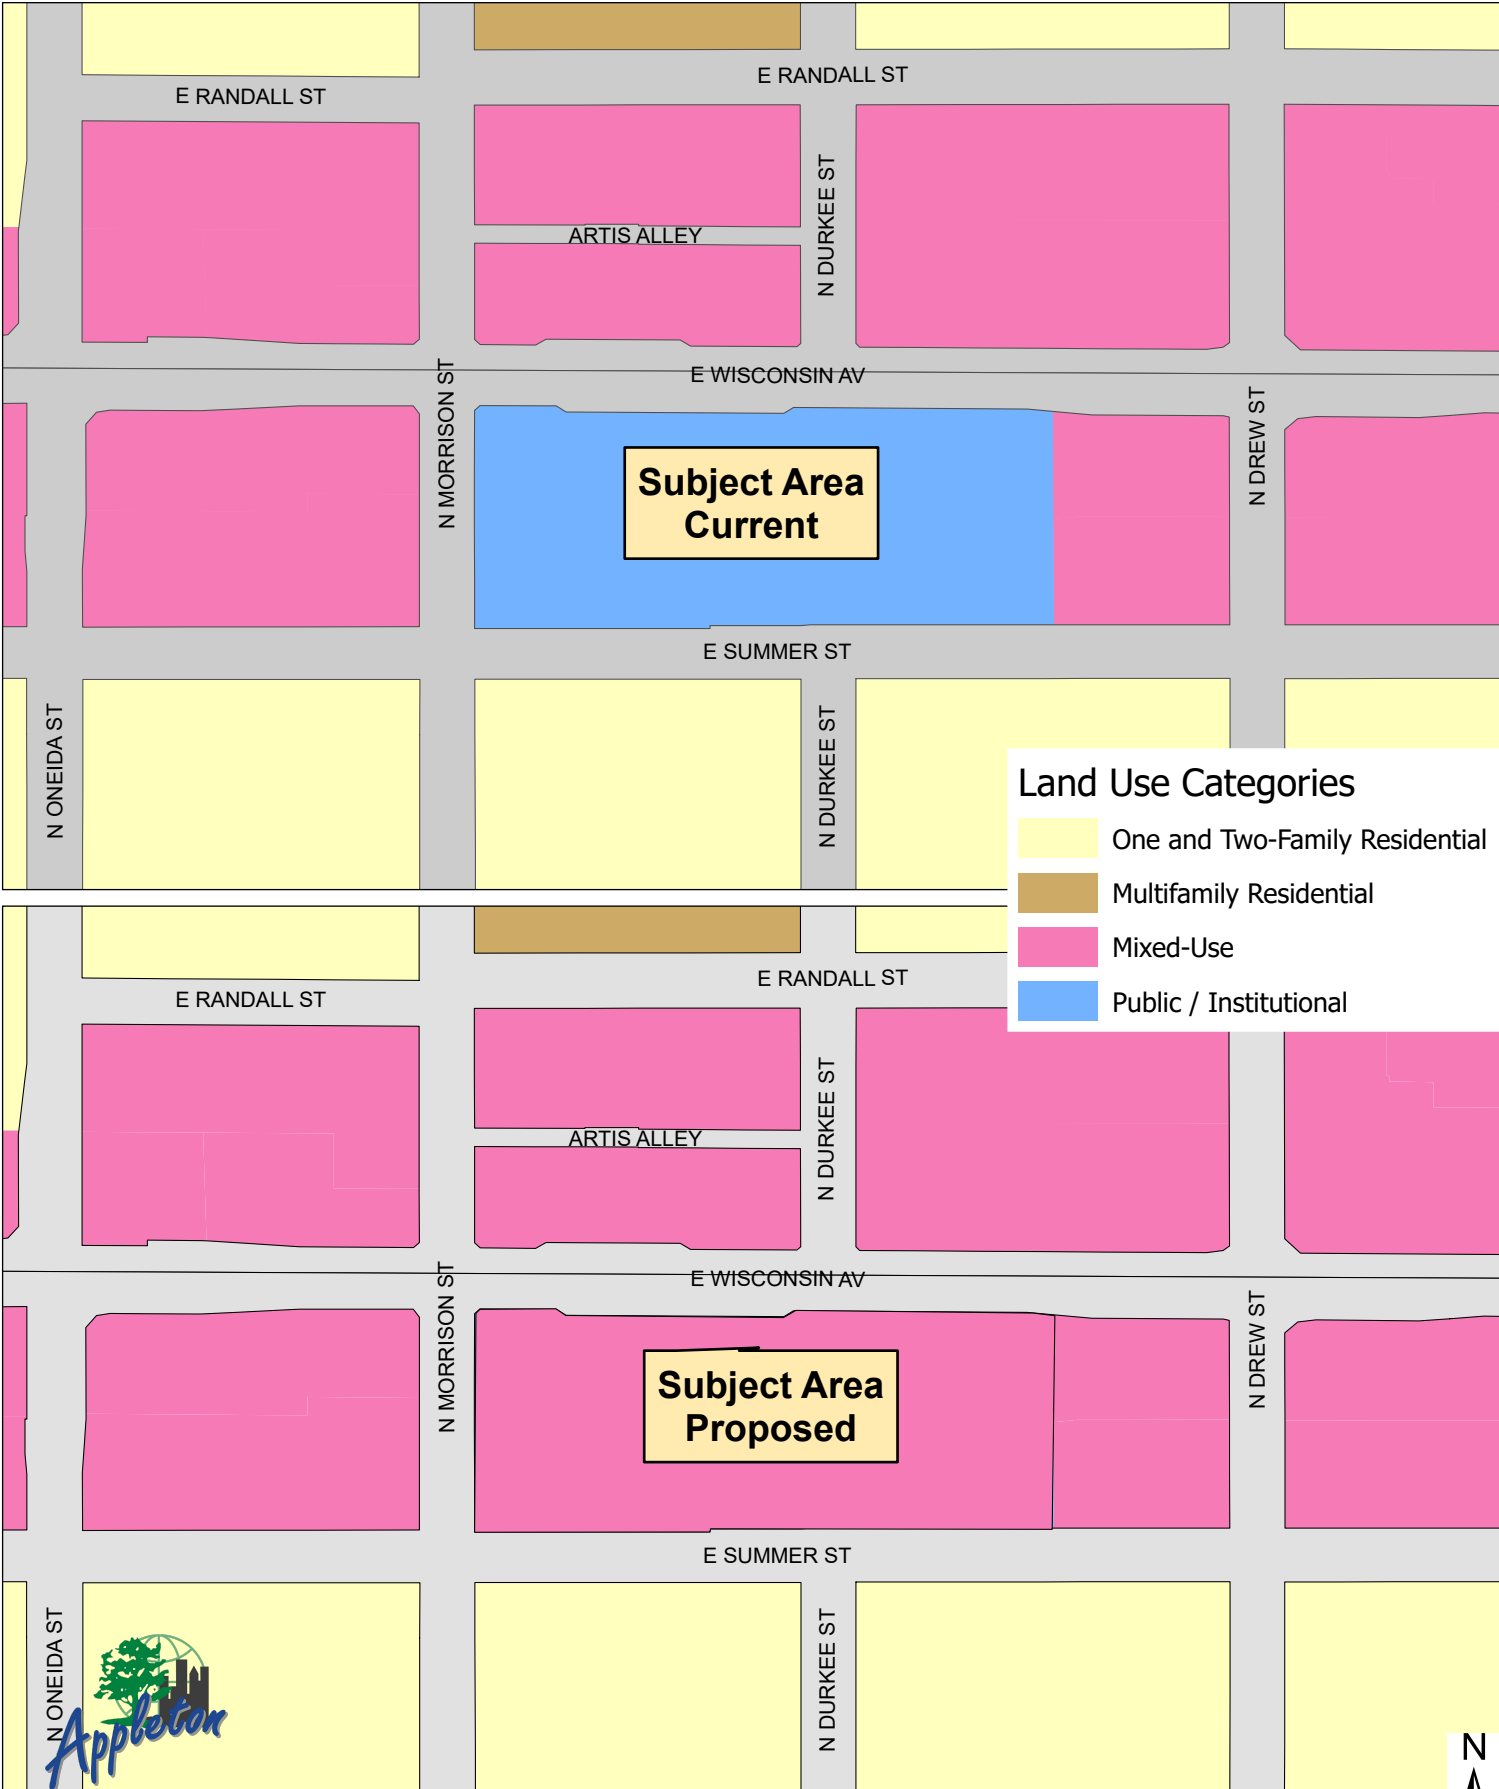 E RANDALL ST
E RANDALL ST
N DURKEE ST
ARTIS ALLEY
N MORRISON ST
E WISCONSIN AV
N DREW ST
Subject Area
Current
E SUMMER ST
N ONEIDA ST
N DURKEE ST
Land Use Categories
One and Two-Family Residential
Multifamily Residential
Mixed-Use
Public / Institutional
E RANDALL ST
E RANDALL ST
N DURKEE ST
ARTIS ALLEY
N MORRISON ST
E WISCONSIN AV
N DREW ST
Subject Area
Proposed
E SUMMER ST
N ONEIDA ST
N DURKEE ST
Appleton
N